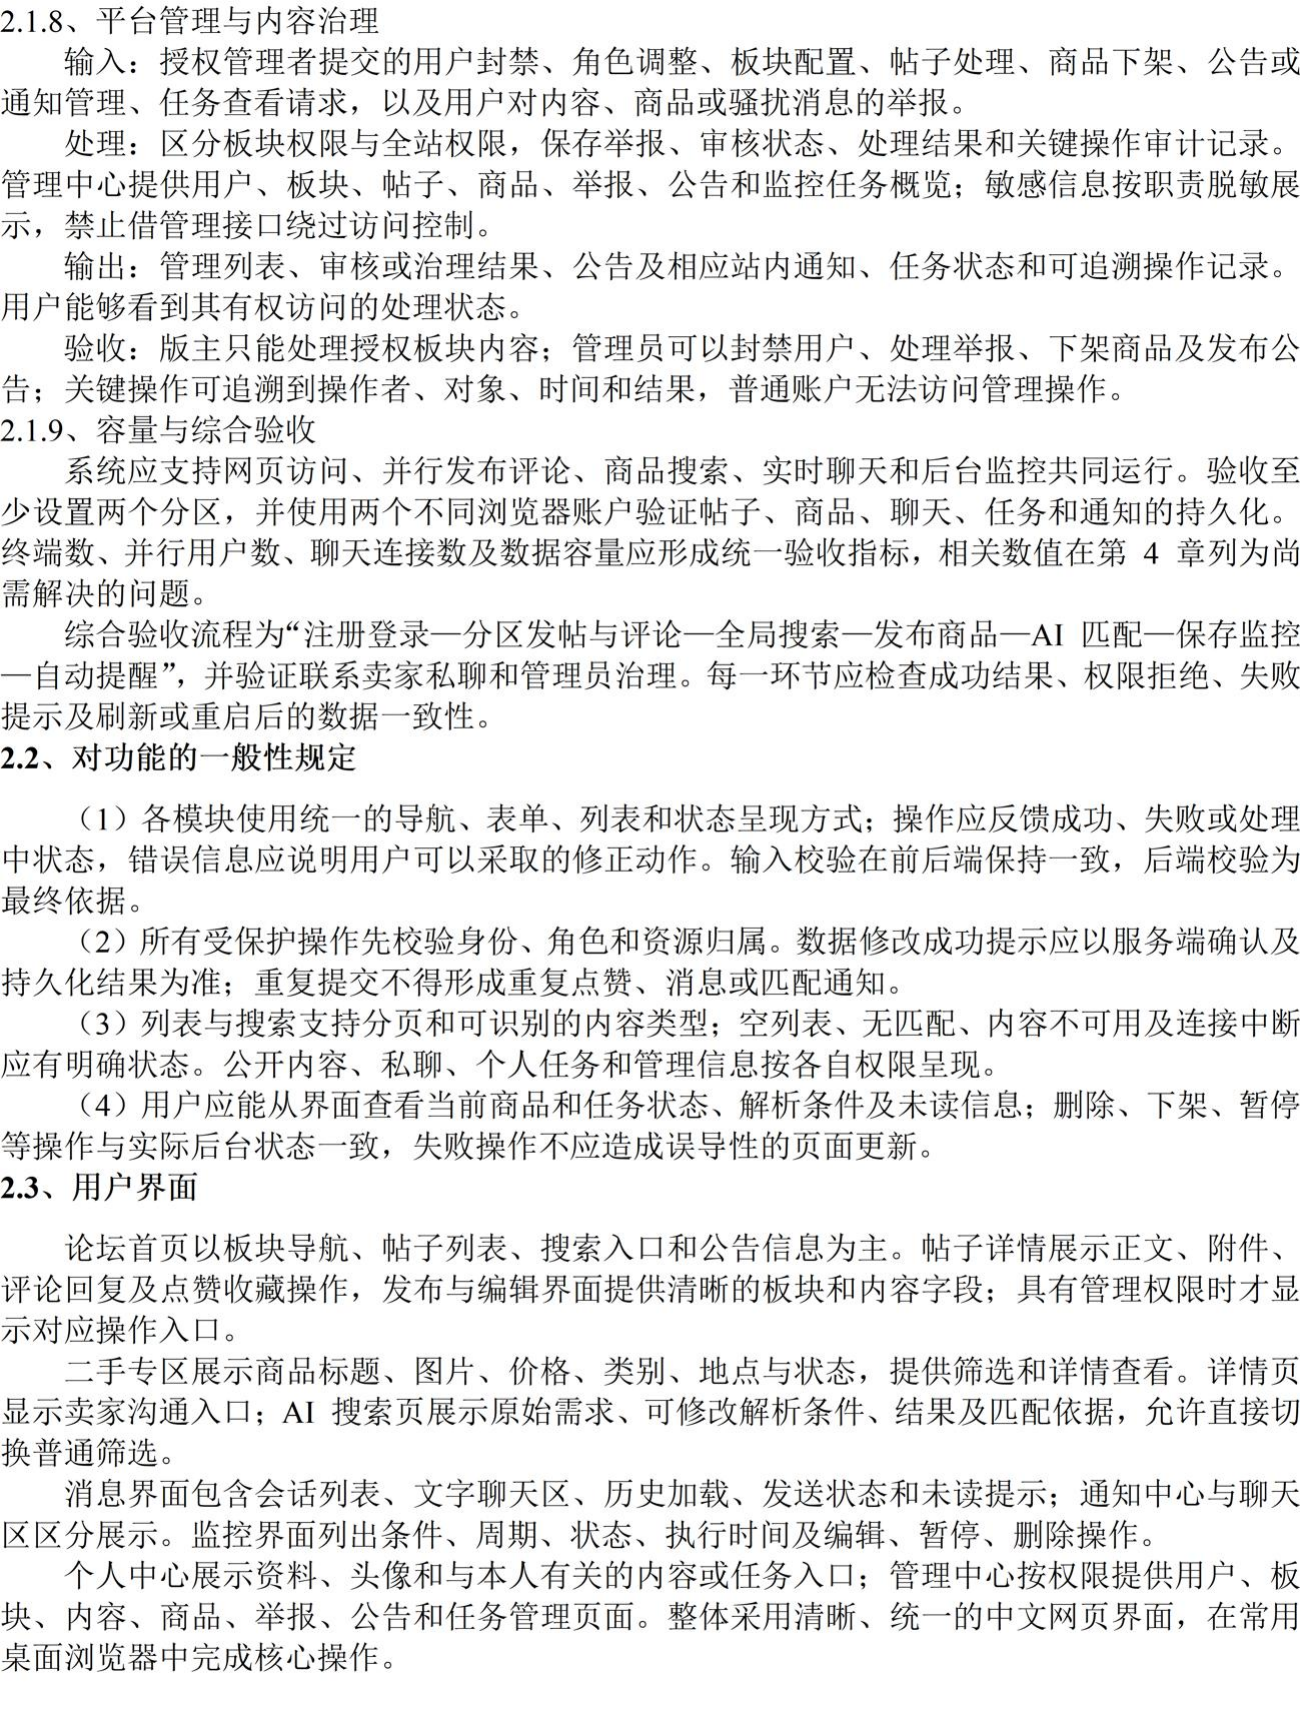 2.1.8、平台管理与内容治理
输入：授权管理者提交的用户封禁、角色调整、板块配置、帖子处理、商品下架、公告或
通知管理、任务查看请求，以及用户对内容、商品或骚扰消息的举报。
处理：区分板块权限与全站权限，保存举报、审核状态、处理结果和关键操作审计记录。
管理中心提供用户、板块、帖子、商品、举报、公告和监控任务概览；敏感信息按职责脱敏展
示，禁止借管理接口绕过访问控制。
输出：管理列表、审核或治理结果、公告及相应站内通知、任务状态和可追溯操作记录。
用户能够看到其有权访问的处理状态。
验收：版主只能处理授权板块内容；管理员可以封禁用户、处理举报、下架商品及发布公
告；关键操作可追溯到操作者、对象、时间和结果，普通账户无法访问管理操作。
2.1.9、容量与综合验收
系统应支持网页访问、并行发布评论、商品搜索、实时聊天和后台监控共同运行。验收至
少设置两个分区，并使用两个不同浏览器账户验证帖子、商品、聊天、任务和通知的持久化。
终端数、并行用户数、聊天连接数及数据容量应形成统一验收指标，相关数值在第 4 章列为尚
需解决的问题。
综合验收流程为“注册登录—分区发帖与评论—全局搜索—发布商品—AI 匹配—保存监控
—自动提醒”，并验证联系卖家私聊和管理员治理。每一环节应检查成功结果、权限拒绝、失败
提示及刷新或重启后的数据一致性。
2.2、对功能的一般性规定
（1）各模块使用统一的导航、表单、列表和状态呈现方式；操作应反馈成功、失败或处理
中状态，错误信息应说明用户可以采取的修正动作。输入校验在前后端保持一致，后端校验为
最终依据。
（2）所有受保护操作先校验身份、角色和资源归属。数据修改成功提示应以服务端确认及
持久化结果为准；重复提交不得形成重复点赞、消息或匹配通知。
（3）列表与搜索支持分页和可识别的内容类型；空列表、无匹配、内容不可用及连接中断
应有明确状态。公开内容、私聊、个人任务和管理信息按各自权限呈现。
（4）用户应能从界面查看当前商品和任务状态、解析条件及未读信息；删除、下架、暂停
等操作与实际后台状态一致，失败操作不应造成误导性的页面更新。
2.3、用户界面
论坛首页以板块导航、帖子列表、搜索入口和公告信息为主。帖子详情展示正文、附件、
评论回复及点赞收藏操作，发布与编辑界面提供清晰的板块和内容字段；具有管理权限时才显
示对应操作入口。
二手专区展示商品标题、图片、价格、类别、地点与状态，提供筛选和详情查看。详情页
显示卖家沟通入口；AI 搜索页展示原始需求、可修改解析条件、结果及匹配依据，允许直接切
换普通筛选。
消息界面包含会话列表、文字聊天区、历史加载、发送状态和未读提示；通知中心与聊天
区区分展示。监控界面列出条件、周期、状态、执行时间及编辑、暂停、删除操作。
个人中心展示资料、头像和与本人有关的内容或任务入口；管理中心按权限提供用户、板
块、内容、商品、举报、公告和任务管理页面。整体采用清晰、统一的中文网页界面，在常用
桌面浏览器中完成核心操作。